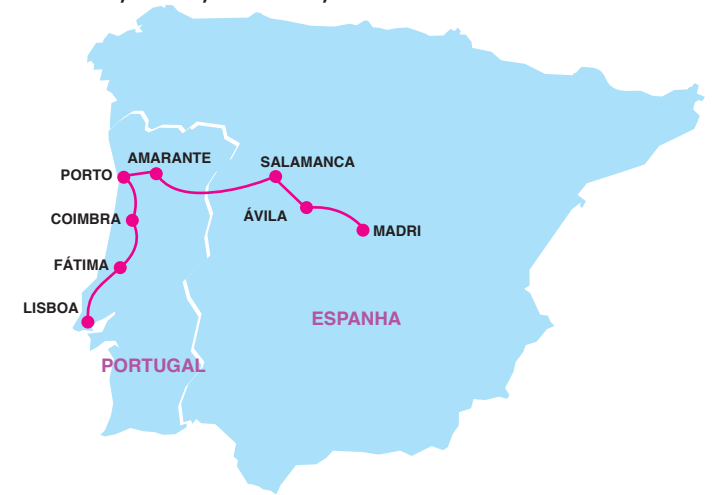 AMARANTE
SALAMANCA
PORTO
COIMBRA
ÁVILA
MADRI
FÁTIMA
LISBOA
ESPANHA
PORTUGAL